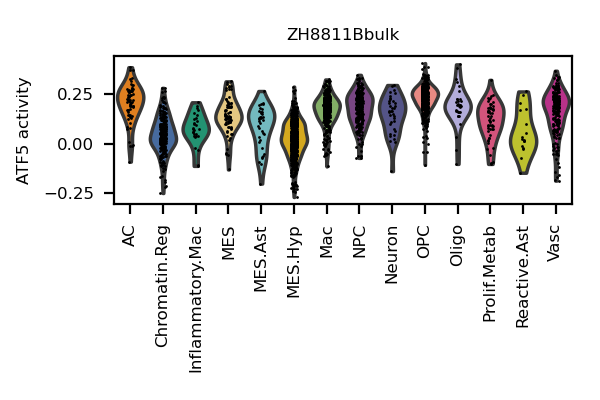 ZH8811Bbulk
ATF5 activity
0.25
0.00
−0.25
AC
Chromatin.Reg
Inflammatory.Mac
MES
MES.Ast
MES.Hyp
Mac
NPC
Neuron
OPC
Oligo
Prolif.Metab
Reactive.Ast
Vasc